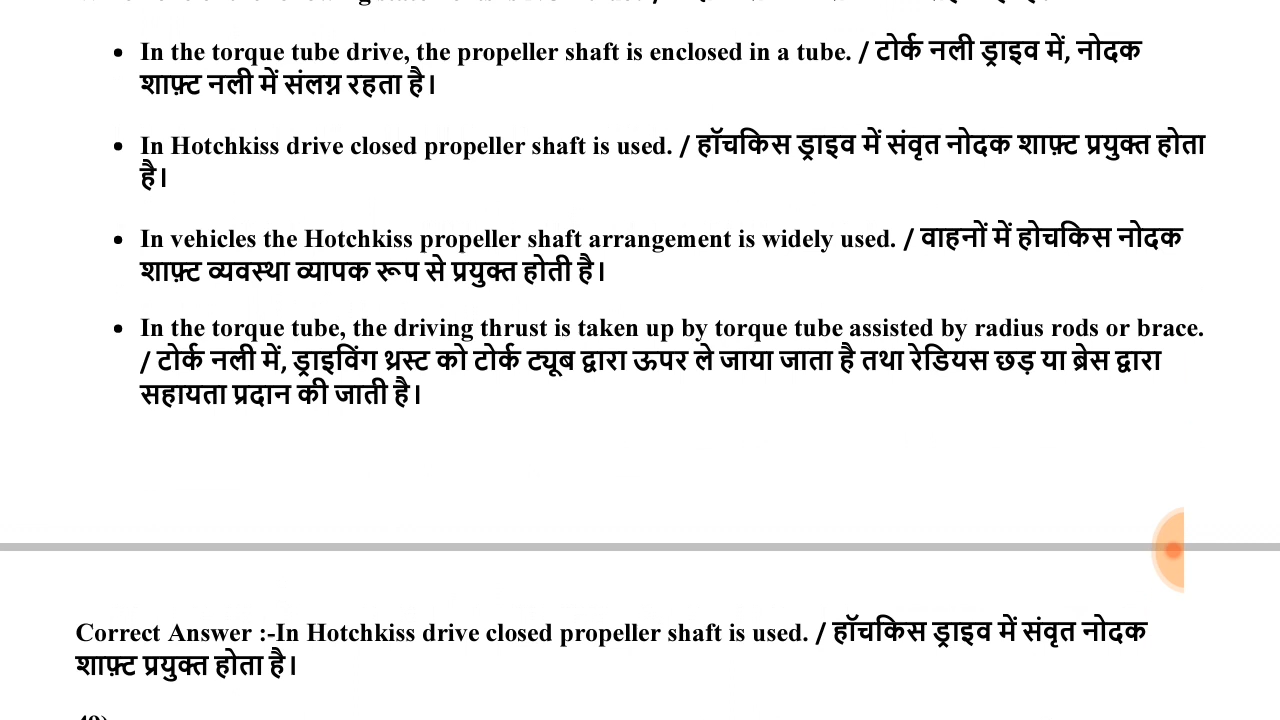 • In the torque tube drive, the propeller shaft is enclosed in a tube. / टोर्क नली ड्राइव में, नोदक
शाफ़्ट नली में संलग्न रहता है।
• In Hotchkiss drive closed propeller shaft is used. / हॉचकिस ड्राइव में संवृत नोदक शाफ़्ट प्रयुक्त होता
है।
• In vehicles the Hotchkiss propeller shaft arrangement is widely used. / वाहनों में होचकिस नोदक
शाफ़्ट व्यवस्था व्यापक रूप से प्रयुक्त होती है।
• In the torque tube, the driving thrust is taken up by torque tube assisted by radius rods or brace.
/ टोर्क नली में, ड्राइविंग थ्रस्ट को टोर्क ट्यूब द्वारा ऊपर ले जाया जाता है तथा रेडियस छड़ या ब्रेस द्वारा
सहायता प्रदान की जाती है।
Correct Answer :-In Hotchkiss drive closed propeller shaft is used. / हॉचकिस ड्राइव में संवृत नोदक
शाफ़्ट प्रयुक्त होता है।